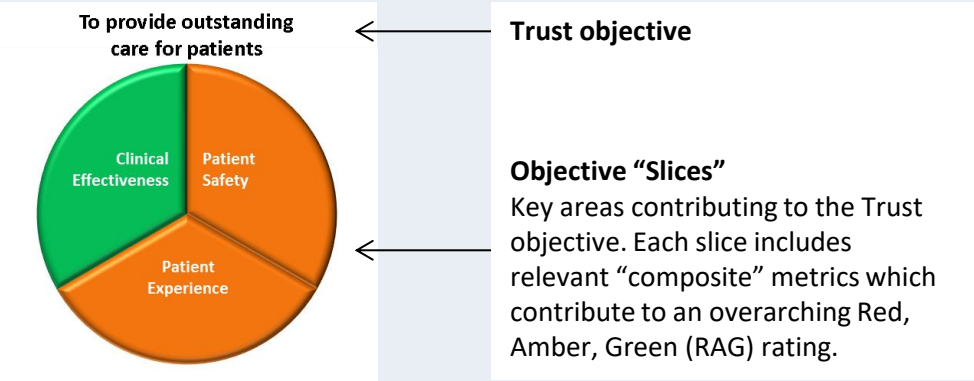 To provide outstanding
care for patients
Clinical
Effectiveness
Patient
Safety
Patient
Experience
Trust objective
Objective “Slices”
Key areas contributing to the Trust
objective. Each slice includes
relevant “composite” metrics which
contribute to an overarching Red,
Amber, Green (RAG) rating.